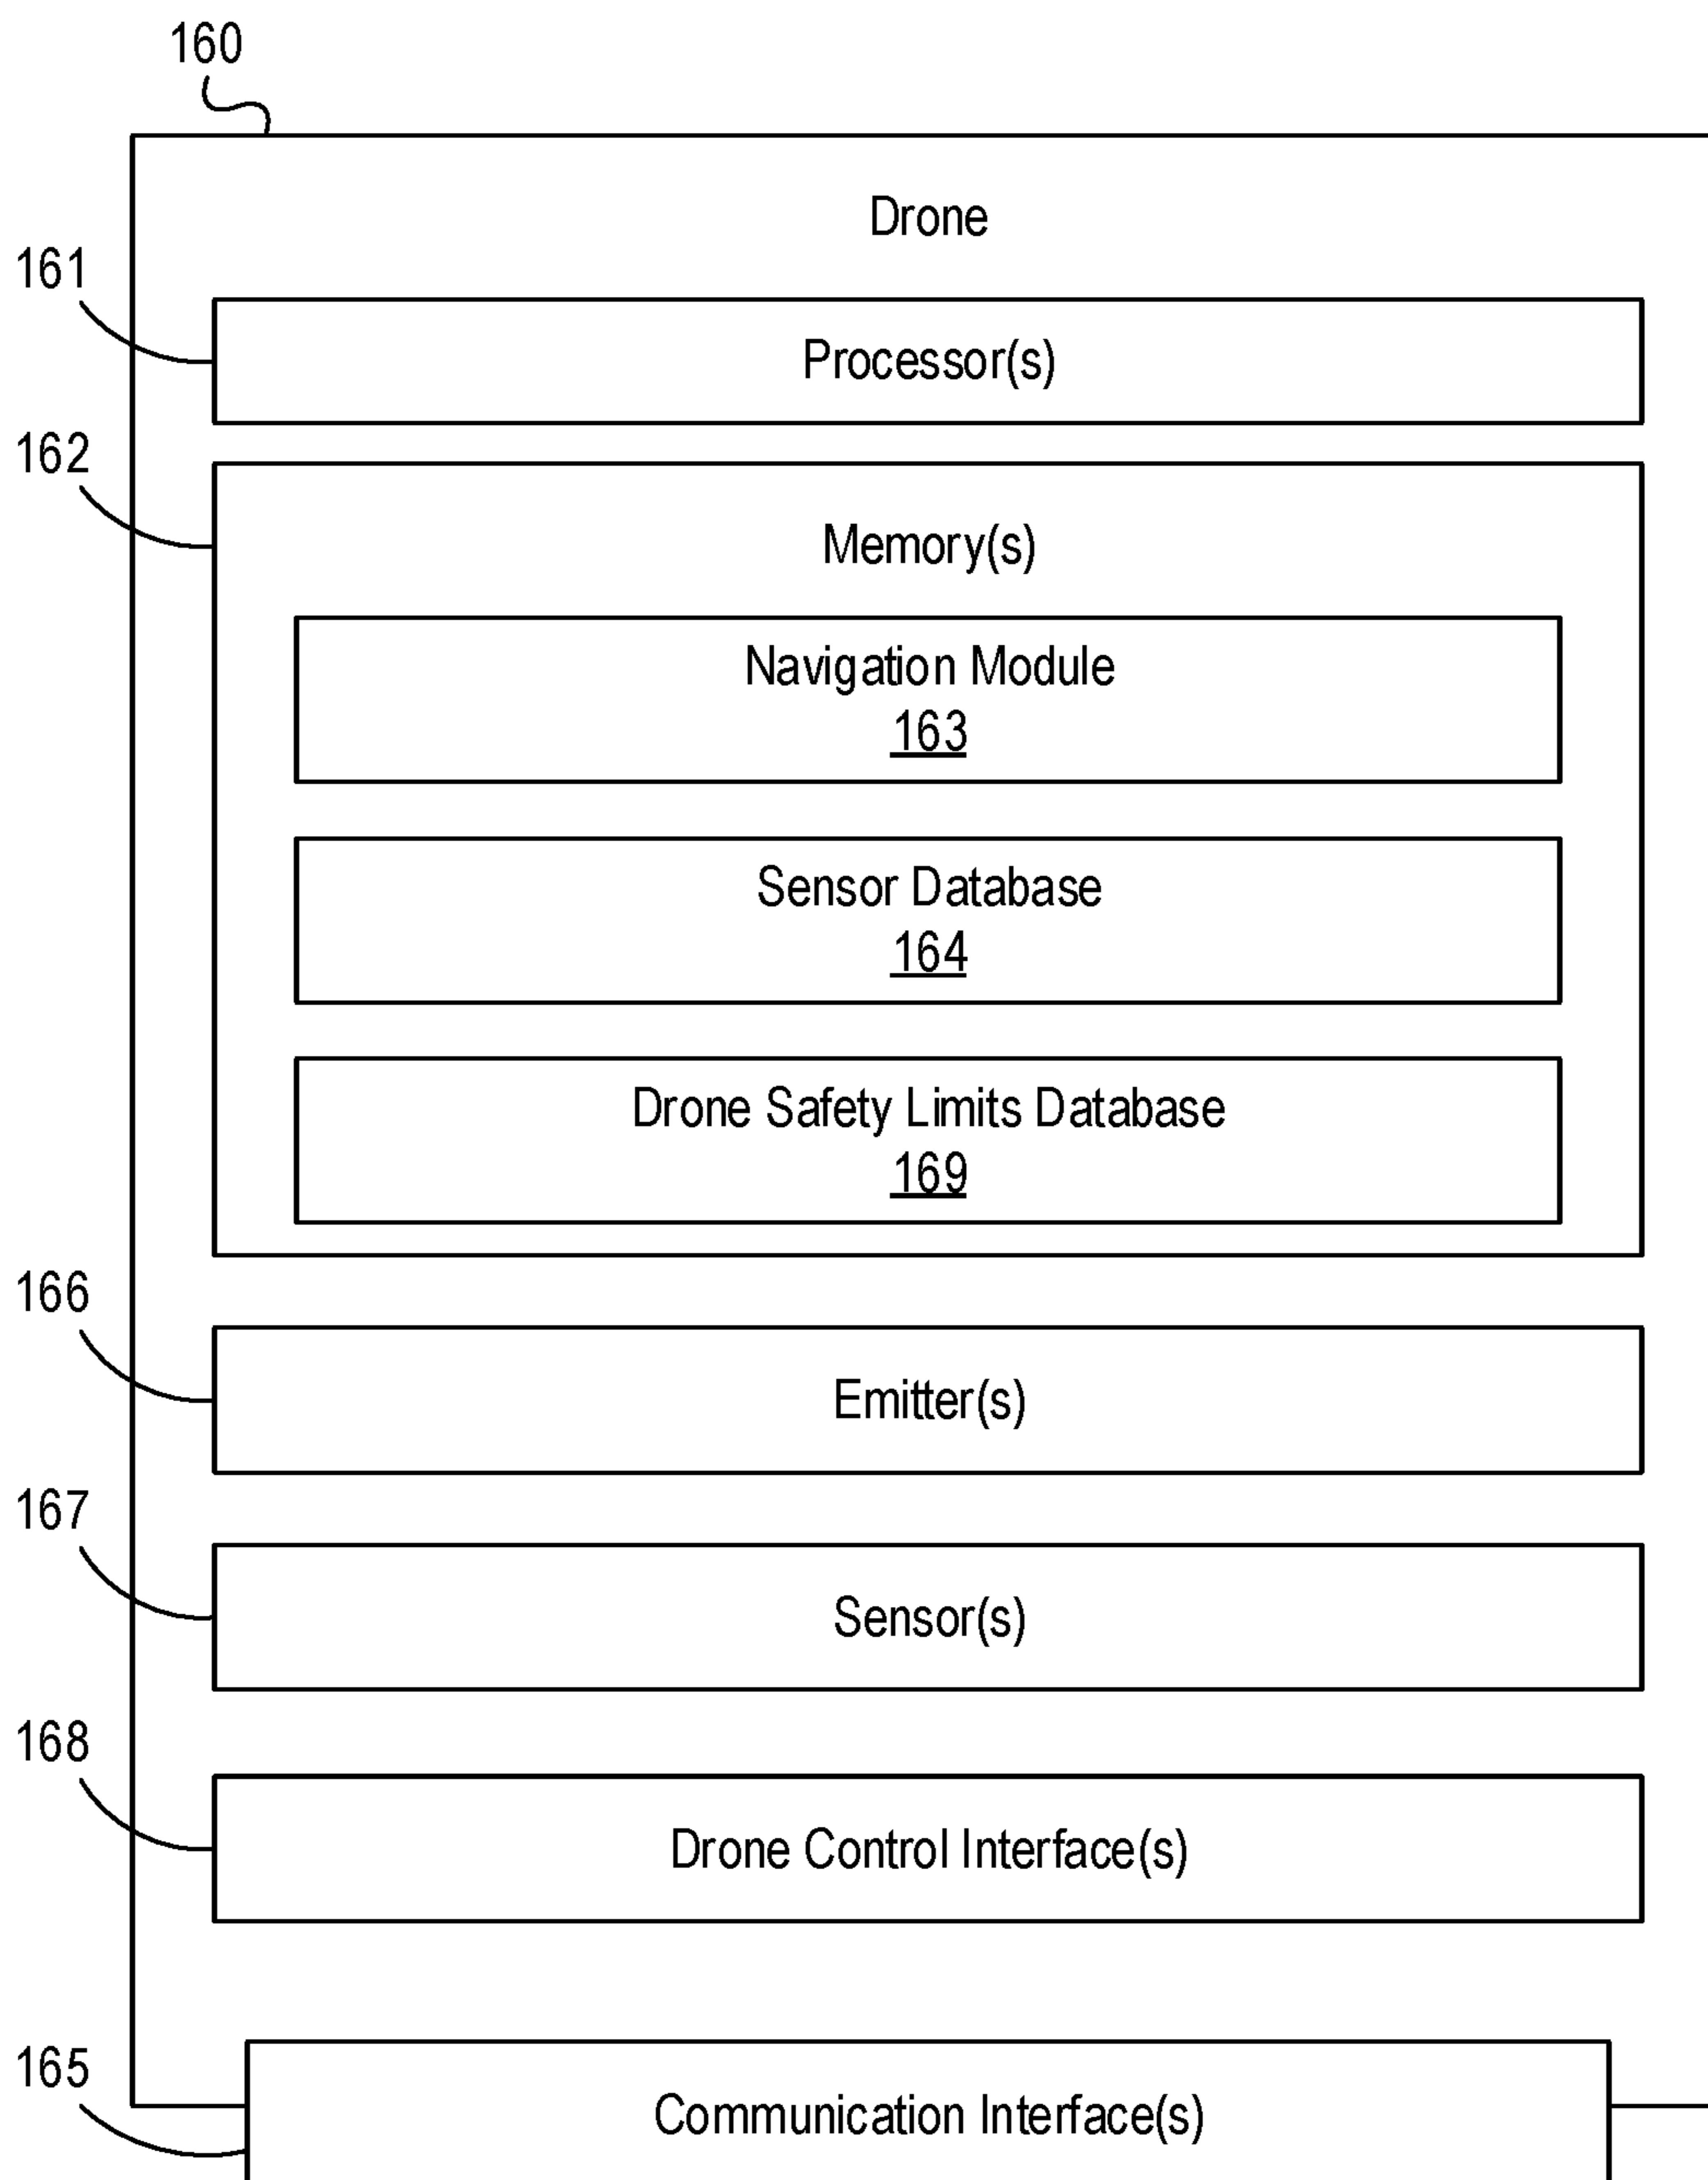 160
Drone
161
Processor(s)
162
Memory(s)
Navigation Module
163
Sensor Database
164
Drone Safety Limits Database
169
166
Emitter(s)
167
Sensor(s)
168
Drone Control Interface(s)
165
Communication Interface(s)